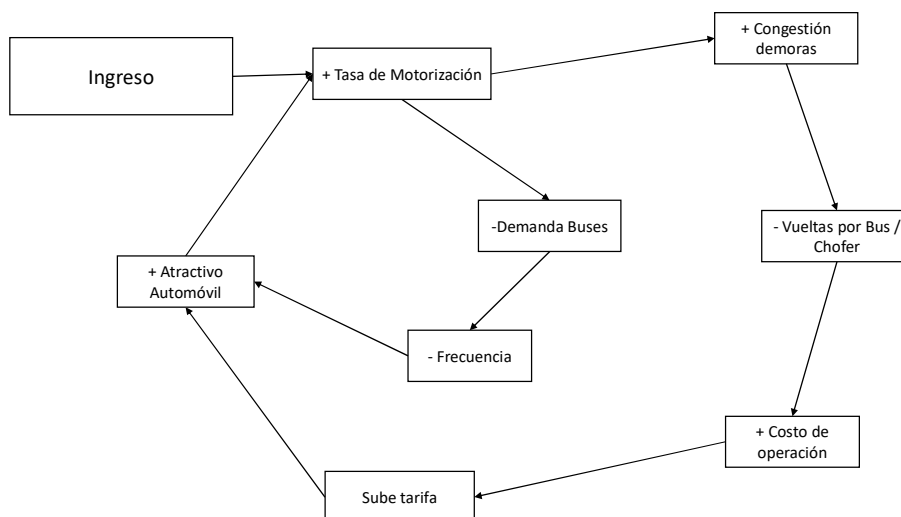 + Congestión
demoras
Ingreso
+ Tasa de Motorización
-Demanda Buses
- Vueltas por Bus /
Chofer
+ Atractivo
Automóvil
- Frecuencia
+ Costo de
operación
Sube tarifa